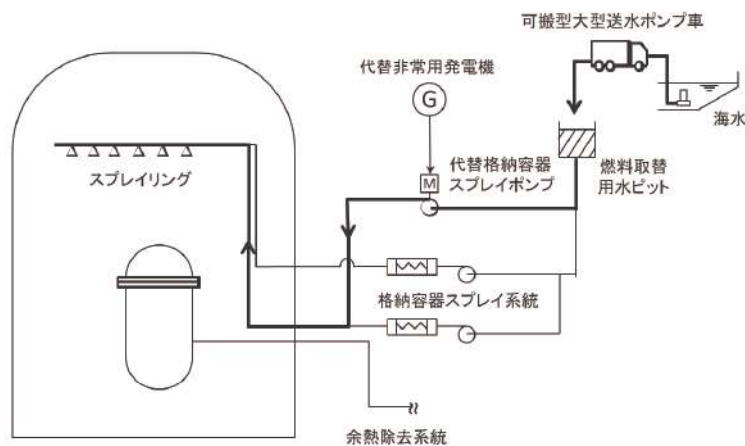 可搬型大型送水ポンプ車
代替非常用発電機
G
海水
M
代替格納容器
スプレイポンプ
燃料取替
用水ピット
スプレイリング
格納容器スプレイ系統
余熱除去系統